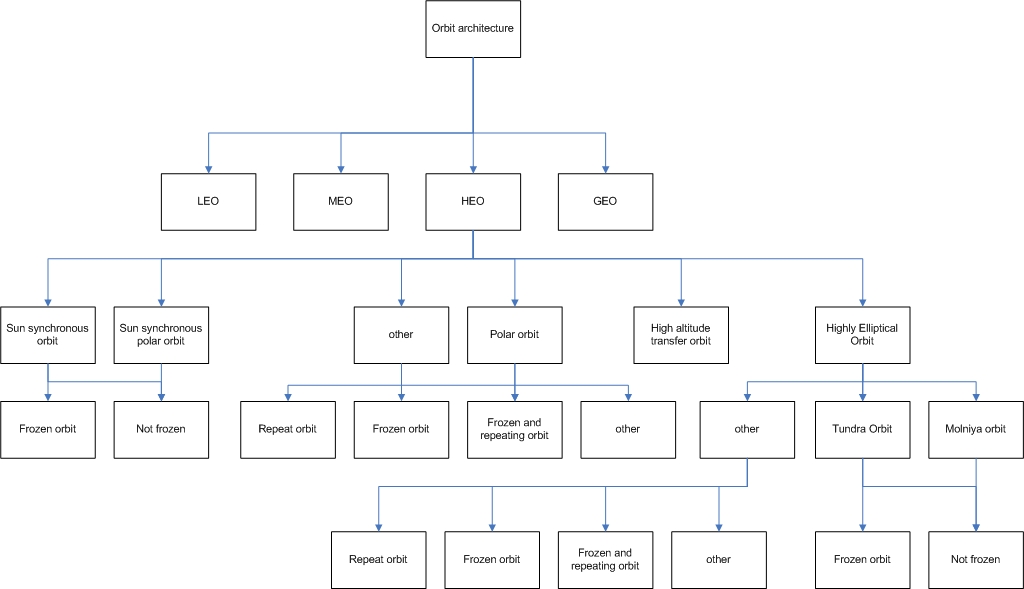 Orbit architecture
LEO
MEO
HEO
GEO
Sun synchronous
orbit
Sun synchronous
polar orbit
other
Polar orbit
High altitude
transfer orbit
Highly Elliptical
Orbit
Frozen orbit
Not frozen
Repeat orbit
Frozen orbit
Frozen and
repeating orbit
other
other
Tundra Orbit
Molniya orbit
Repeat orbit
Frozen orbit
Frozen and
repeating orbit
other
Frozen orbit
Not frozen